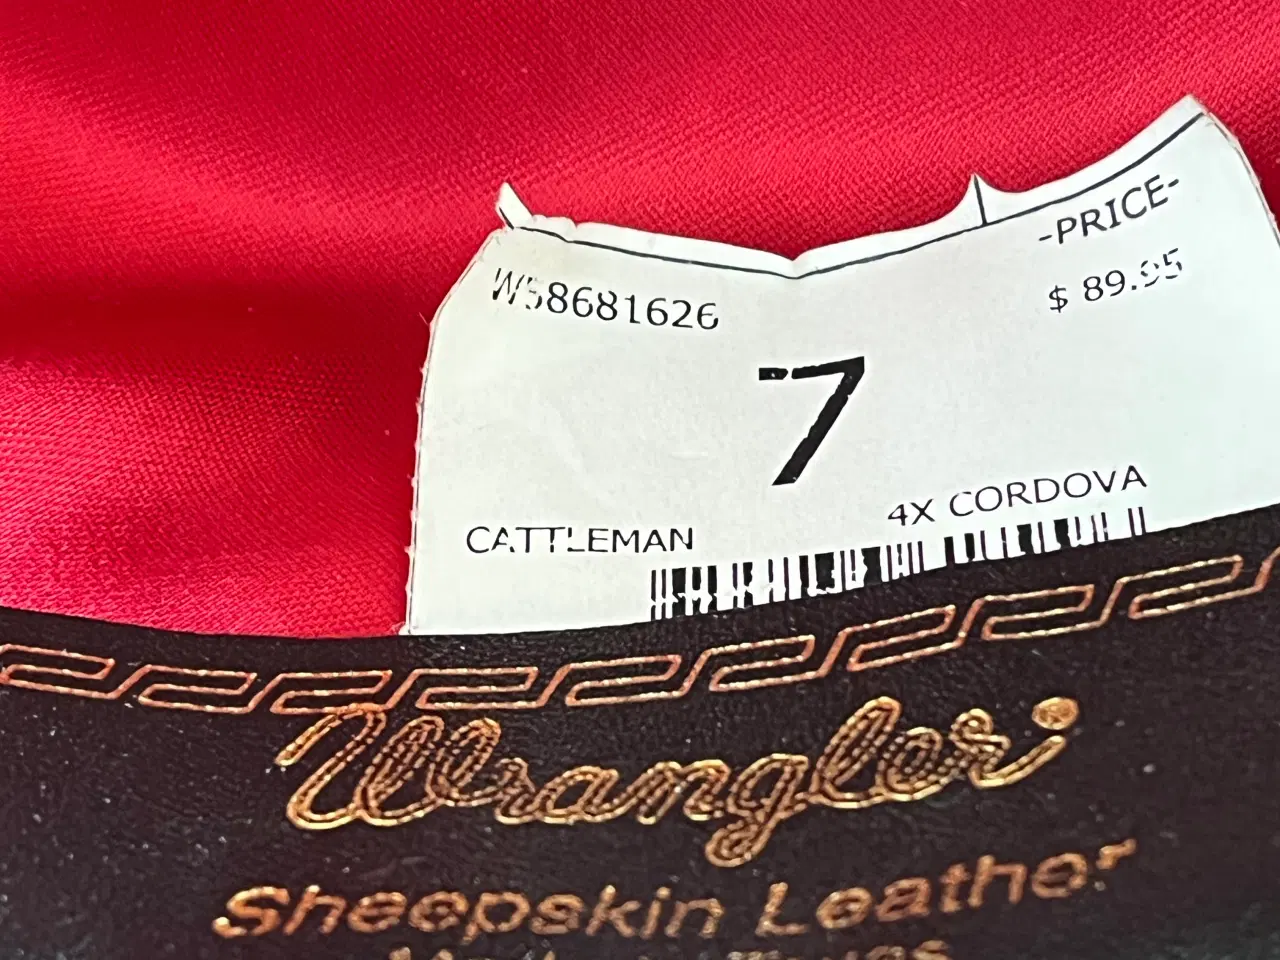 -PRICE-
W58681626
$ 89.95
7
CATTLEMAN
4X CORDOVA
Wrangler®
Sheepskin Leather